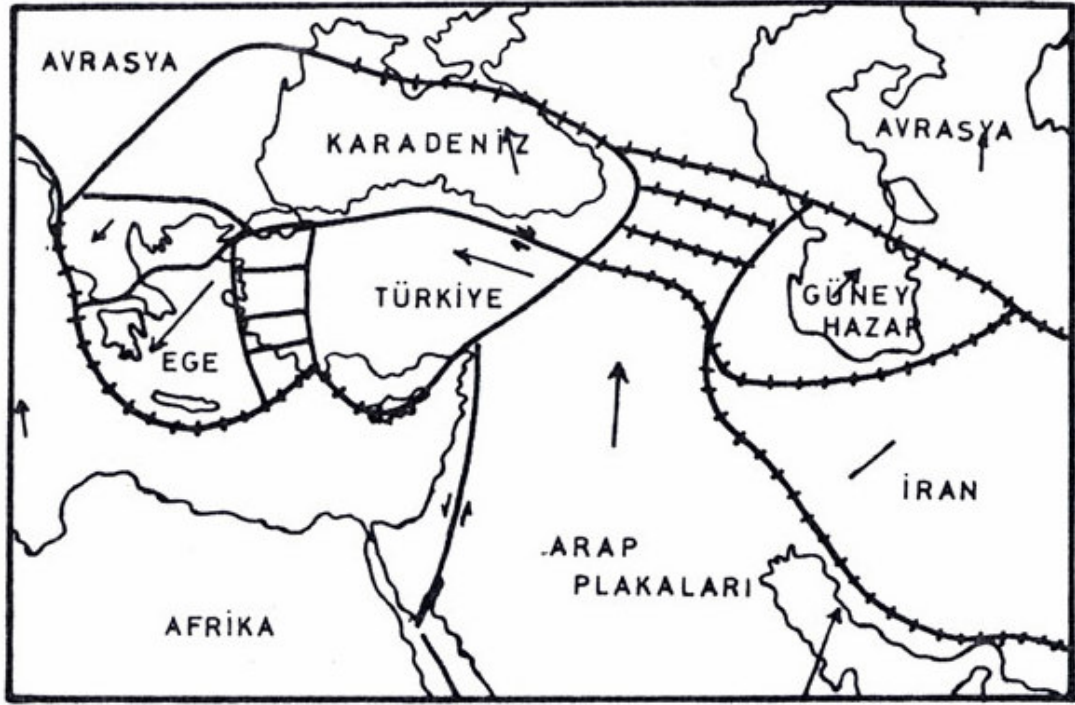 AVRASYA
KARADENİZ
AVRASYA
TÜRKİYE
GÜNEY
HAZAR
EGE
İRAN
ARAP
PLAKALARI
AFRİKA